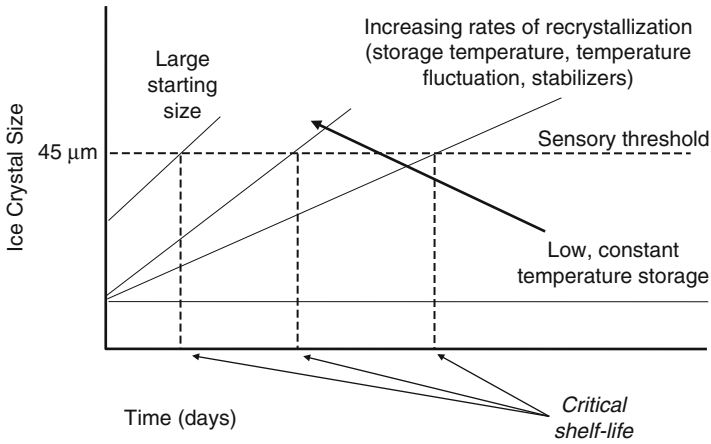 Increasing rates of recrystallization
(storage temperature, temperature
fluctuation, stabilizers)
Large
starting
size
Ice Crystal Size
45 μm
Sensory threshold
Low, constant
temperature storage
Time (days)
Critical
shelf-life